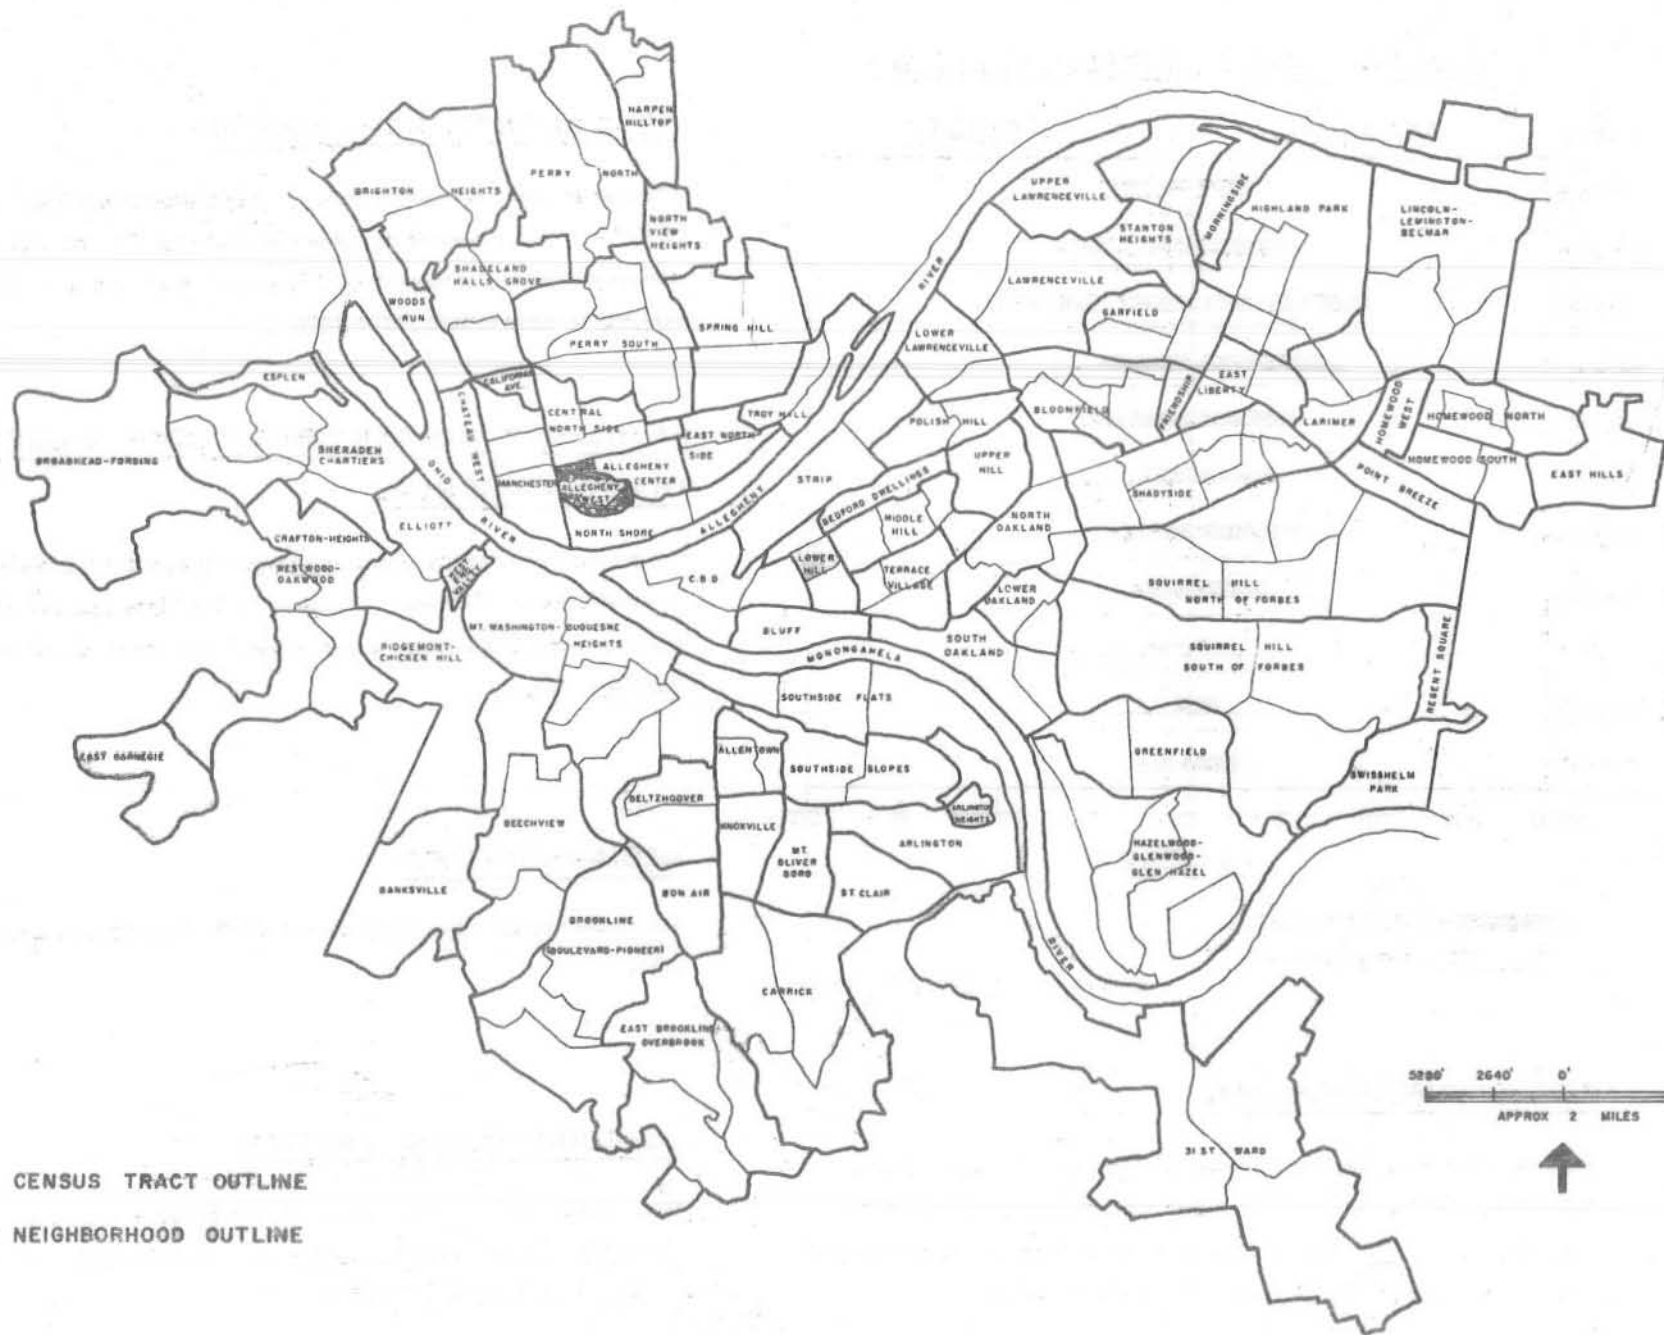 HARPEN
HILLTOP
PERRY NORTH
BRIGHTON HEIGHTS
NORTH
VIEW
HEIGHTS
SHADELAND
HALLS GROVE
WOODS
RUN
SPRING HILL
PERRY SOUTH
CALIFORNIA
AVE.
ESPLEN
CHATEAU WEST
CENTRAL
NORTH SIDE
TROY HILL
EAST NORTH
SIDE
ALLEGHENY
CENTER
MANCHESTER
ALLEGHENY
WEST
NORTH SHORE
BROADHEAD-FORDING
SHERADEN
CHARTIERS
OHIO
RIVER
ALLEGHENY
RIVER
ELLIOTT
CRAFTON-HEIGHTS
WESTWOOD-
OAKWOOD
WEST
END
VALLEY
RIDGEMONT-
CHICKEN HILL
MT. WASHINGTON-DUQUESNE
HEIGHTS
EAST CARNEGIE
UPPER
LAWRENCEVILLE
STANTON
HEIGHTS
MORNINGSIDE
HIGHLAND PARK
LINCOLN-
LEMINGTON-
BELMAR
LAWRENCEVILLE
GARFIELD
LOWER
LAWRENCEVILLE
EAST
LIBERTY
FRIENDSHIP
BLOOMFIELD
LARIMER
HOMEWOOD
WEST
HOMEWOOD NORTH
HOMEWOOD SOUTH
EAST HILLS
POINT BREEZE
POLISH HILL
UPPER
HILL
STRIP
BEDFORD DWELLINGS
MIDDLE
HILL
LOWER
HILL
TERRACE
VILLAGE
NORTH
OAKLAND
SHADYSIDE
C.B.D
LOWER
OAKLAND
SQUIRREL HILL
NORTH OF FORBES
BLUFF
SOUTH
OAKLAND
MONONGAHELA
SQUIRREL HILL
SOUTH OF FORBES
REGENT SQUARE
SOUTHSIDE FLATS
ALLENTOWN
SOUTHSIDE SLOPES
GREENFIELD
SWISSHELM
PARK
BELTZHOOVER
KNOXVILLE
ARLINGTON
HEIGHTS
ARLINGTON
BEECHVIEW
MT.
OLIVER
BORO
HAZELWOOD-
GLENWOOD-
GLEN HAZEL
BANKSVILLE
BON AIR
ST. CLAIR
BROOKLINE
(BOULEVARD-PIONEER)
RIVER
CARRICK
EAST BROOKLINE
OVERBROOK
31 ST WARD
5280' 2640' 0'
APPROX 2 MILES
CENSUS TRACT OUTLINE
NEIGHBORHOOD OUTLINE